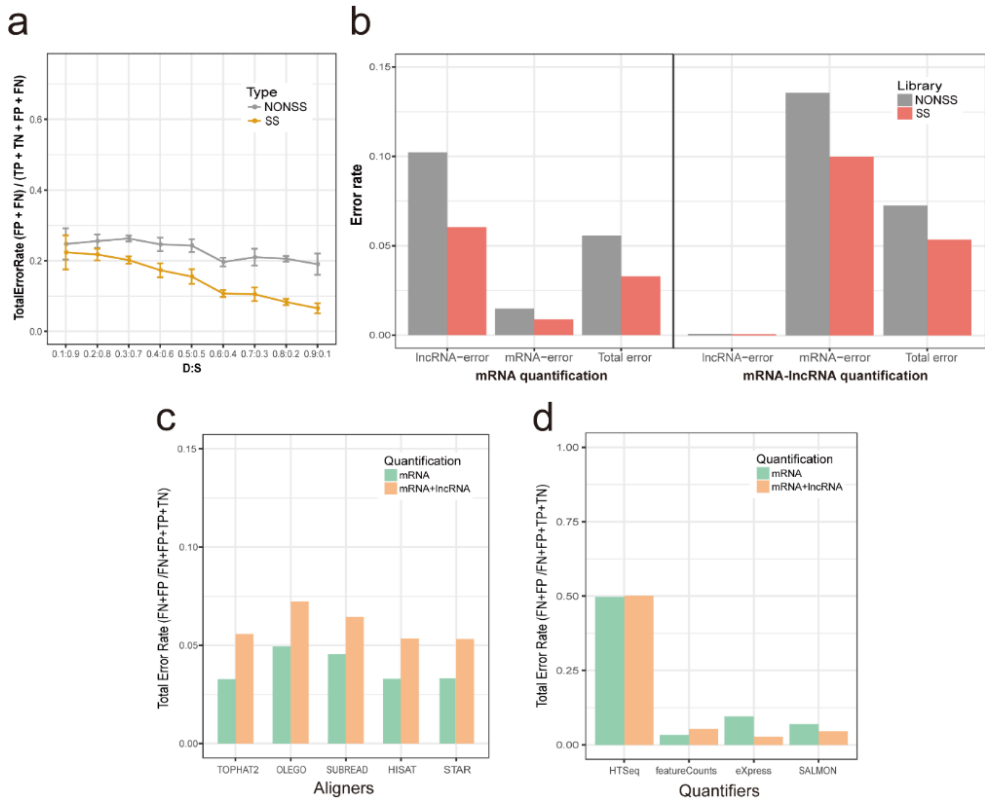 a
TotalErrorRate (FP + FN) / (TP + TN + FP + FN)
0.6
0.4
0.2
0.0
Type
NONSS
SS
0.1:0.9 0.2:0.8 0.3:0.7 0.4:0.6 0.5:0.5 0.6:0.4 0.7:0.3 0.8:0.2 0.9:0.1
D:S
b
Error rate
0.15
0.10
0.05
0.00
Library
NONSS
SS
lncRNA-error mRNA-error Total error
mRNA quantification
lncRNA-error mRNA-error Total error
mRNA-lncRNA quantification
c
Total Error Rate (FN+FP /FN+FP+TP+TN)
0.15
0.10
0.05
0.00
Quantification
mRNA
mRNA+lncRNA
TOPHAT2 OLEGO SUBREAD HISAT STAR
Aligners
d
Total Error Rate (FN+FP /FN+FP+TP+TN)
1.00
0.75
0.50
0.25
0.00
Quantification
mRNA
mRNA+lncRNA
HTSeq featureCounts eXpress SALMON
Quantifiers